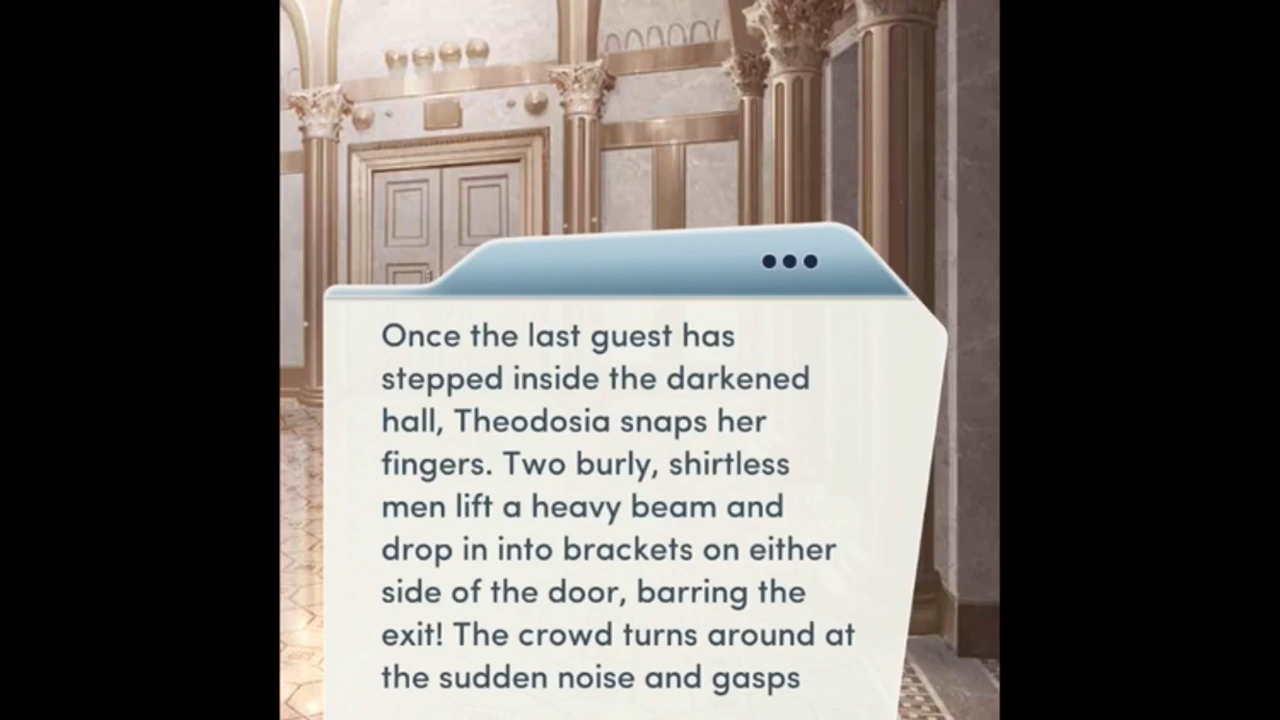 Once the last guest has
stepped inside the darkened
hall, Theodosia snaps her
fingers. Two burly, shirtless
men lift a heavy beam and
drop in into brackets on either
side of the door, barring the
exit! The crowd turns around at
the sudden noise and gasps